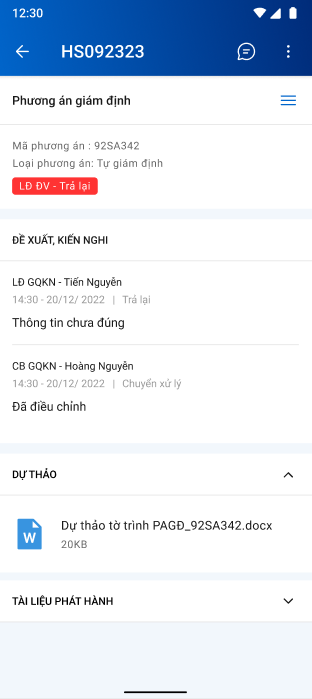 12:30
HS092323
Phương án giám định
Mã phương án : 92SA342
Loại phương án: Tự giám định
LĐ ĐV - Trả lại
ĐỀ XUẤT, KIẾN NGHI
LĐ GQKN - Tiến Nguyễn
14:30 - 20/12/ 2022 | Trả lại
Thông tin chưa đúng
CB GQKN - Hoàng Nguyễn
14:30 - 20/12/ 2022 | Chuyển xử lý
Đã điều chỉnh
DỰ THẢO
W
Dự thảo tờ trình PAGĐ_92SA342.docx
20KB
TÀI LIỆU PHÁT HÀNH